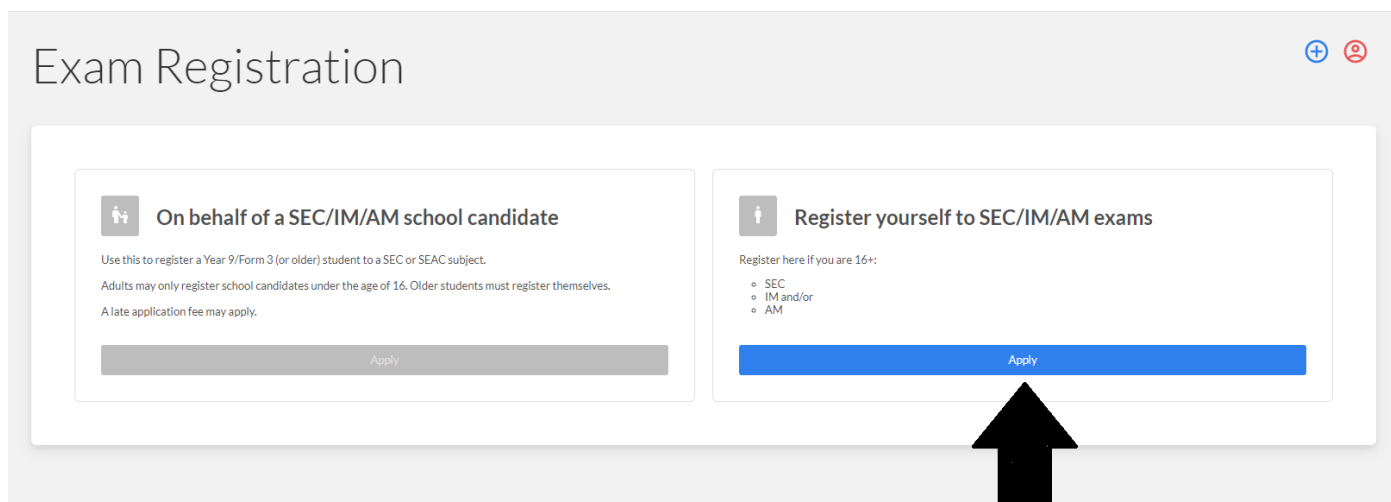 Exam Registration
On behalf of a SEC/IM/AM school candidate
Use this to register a Year 9/Form 3 (or older) student to a SEC or SEAC subject.
Adults may only register school candidates under the age of 16. Older students must register themselves.
A late application fee may apply.
Apply
Register yourself to SEC/IM/AM exams
Register here if you are 16+:
SEC
IM and/or
AM
Apply